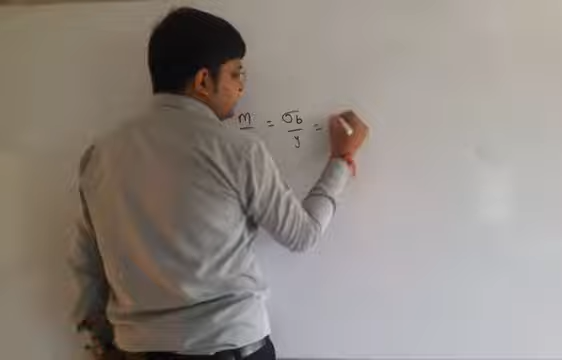 m/ = σb/y =